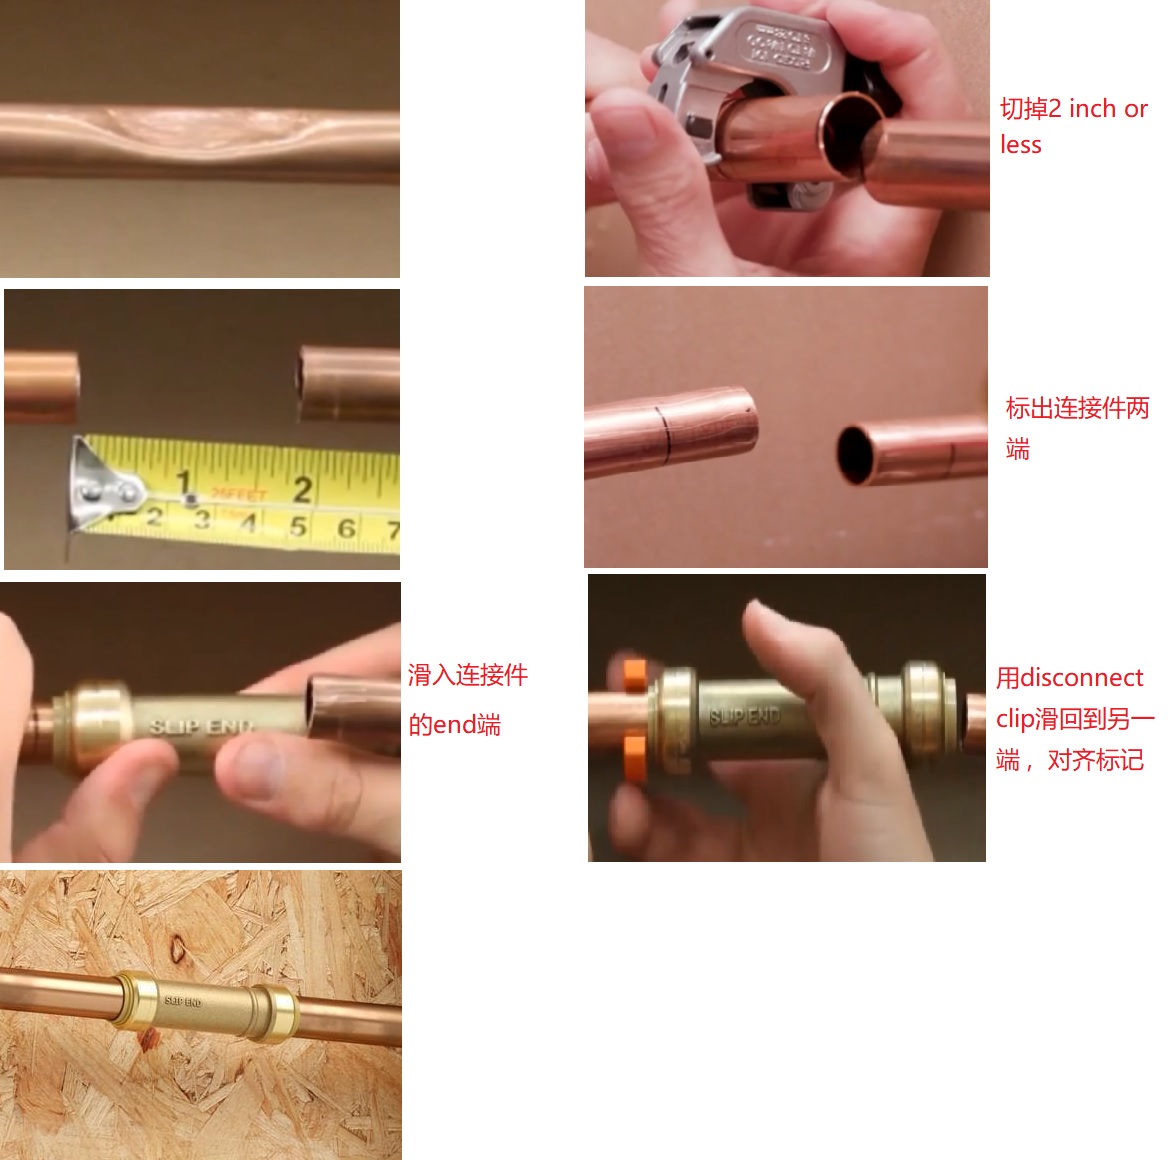 切掉2 inch or
less
1 25FEET 2
2 3 4 5 6 7
标出连接件两
端
SLIP END
滑入连接件
的end端
SLIP END
用disconnect
clip滑回到另一
端，对齐标记
SLIP END